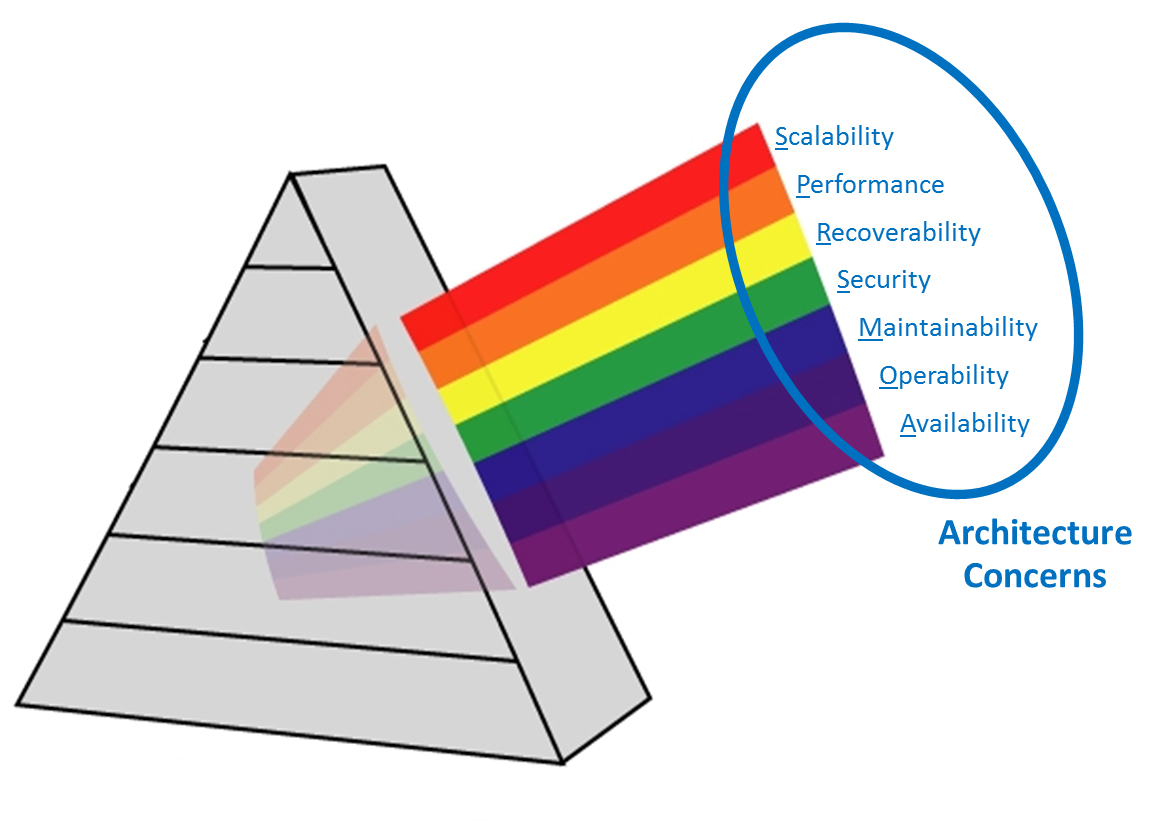 Scalability
Performance
Recoverability
Security
Maintainability
Operability
Availability
Architecture
Concerns